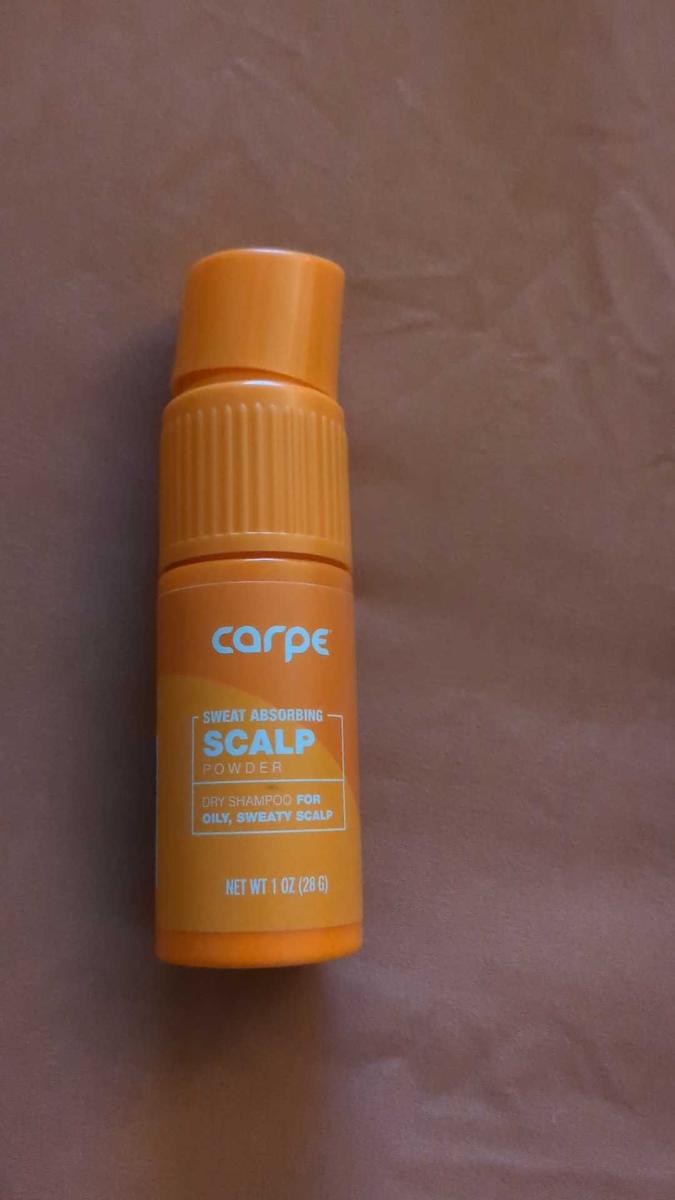 carpe
SWEAT ABSORBING
SCALP
POWDER
DRY SHAMPOO FOR
OILY, SWEATY SCALP
NET WT 1 OZ (28 G)